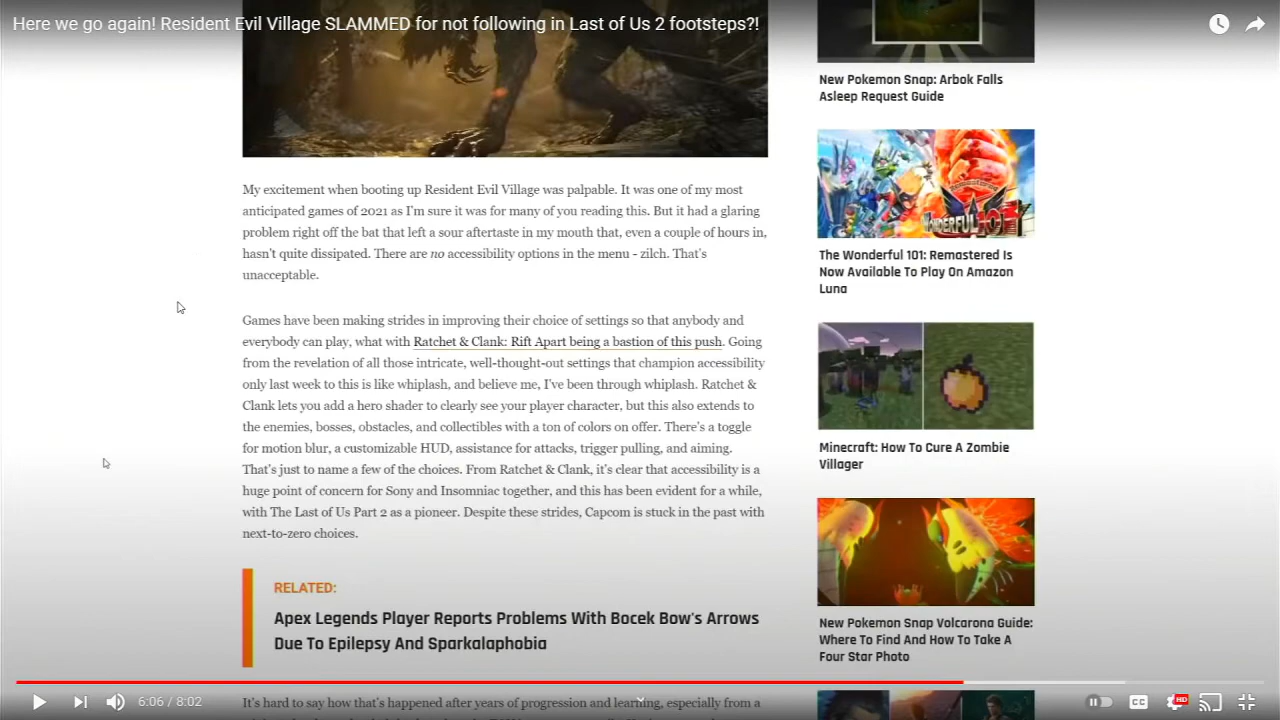 Here we go again! Resident Evil Village SLAMMED for not following in Last of Us 2 footsteps?!
My excitement when booting up Resident Evil Village was palpable. It was one of my most
anticipated games of 2021 as I'm sure it was for many of you reading this. But it had a glaring
problem right off the bat that left a sour aftertaste in my mouth that, even a couple of hours in,
hasn't quite dissipated. There are no accessibility options in the menu - zilch. That's
unacceptable.
Games have been making strides in improving their choice of settings so that anybody and
everybody can play, what with Ratchet & Clank: Rift Apart being a bastion of this push. Going
from the revelation of all those intricate, well-thought-out settings that champion accessibility
only last week to this is like whiplash, and believe me, I've been through whiplash. Ratchet &
Clank lets you add a hero shader to clearly see your player character, but this also extends to
the enemies, bosses, obstacles, and collectibles with a ton of colors on offer. There's a toggle
for motion blur, a customizable HUD, assistance for attacks, trigger pulling, and aiming.
That's just to name a few of the choices. From Ratchet & Clank, it's clear that accessibility is a
huge point of concern for Sony and Insomniac together, and this has been evident for a while,
with The Last of Us Part 2 as a pioneer. Despite these strides, Capcom is stuck in the past with
next-to-zero choices.
RELATED:
Apex Legends Player Reports Problems With Bocek Bow's Arrows
Due To Epilepsy And Sparkalaphobia
It's hard to say how that's happened after years of progression and learning, especially from a
New Pokemon Snap: Arbok Falls
Asleep Request Guide
Remastered
WONDERFUL 101
The Wonderful 101: Remastered Is
Now Available To Play On Amazon
Luna
Minecraft: How To Cure A Zombie
Villager
New Pokemon Snap Volcarona Guide:
Where To Find And How To Take A
Four Star Photo
6:06 / 8:02
CC
HD